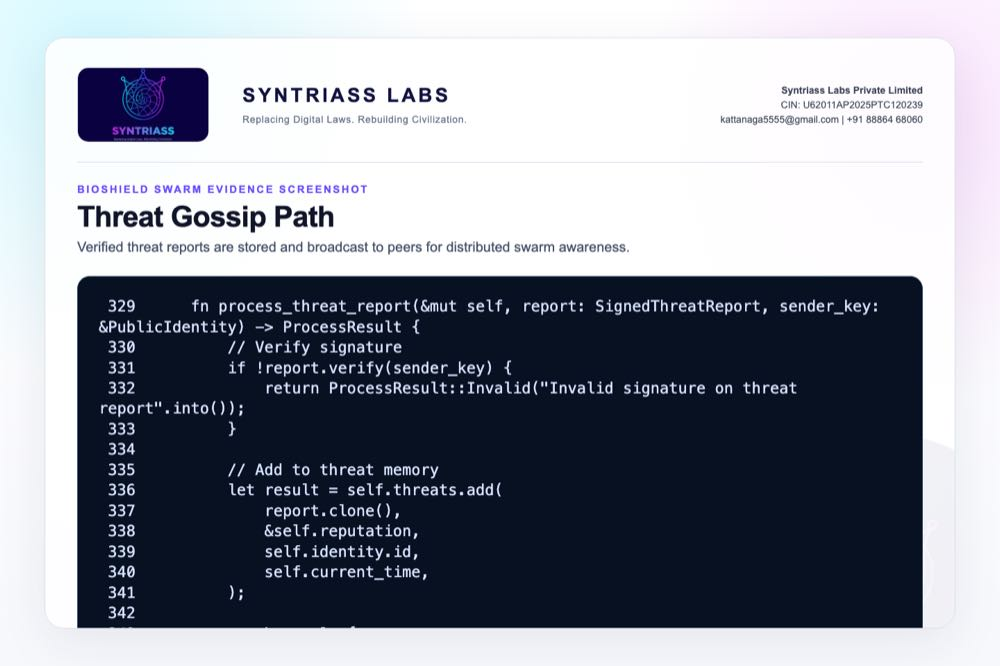 SYNTRIASS
SYNTRIASS LABS
Replacing Digital Laws. Rebuilding Civilization.
Syntriass Labs Private Limited
CIN: U62011AP2025PTC120239
kattanaga5555@gmail.com | +91 88864 68060
BIOSHIELD SWARM EVIDENCE SCREENSHOT
Threat Gossip Path
Verified threat reports are stored and broadcast to peers for distributed swarm awareness.
329      fn process_threat_report(&mut self, report: SignedThreatReport, sender_key:
&PublicIdentity) -> ProcessResult {
330          // Verify signature
331          if !report.verify(sender_key) {
332              return ProcessResult::Invalid("Invalid signature on threat
report".into());
333          }
334
335          // Add to threat memory
336          let result = self.threats.add(
337              report.clone(),
338              &self.reputation,
339              self.identity.id,
340              self.current_time,
341          );
342